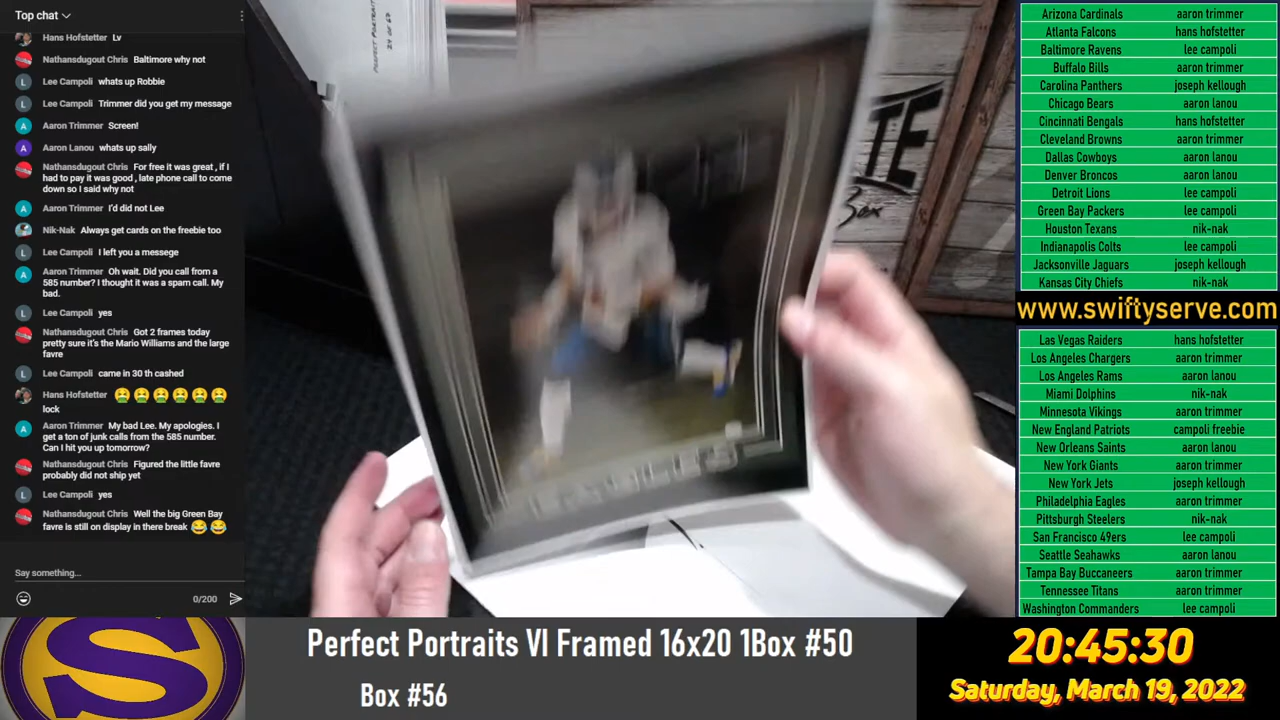 Top chat
Hans Hofstetter Lv
Nathansdugout Chris Baltimore why not
Lee Campoli whats up Robbie
Lee Campoli Trimmer did you get my message
Aaron Trimmer Screen!
Aaron Lanou whats up sally
Nathansdugout Chris For free it was great , if I
had to pay it was good , late phone call to come
down so I said why not
Aaron Trimmer I'd did not Lee
Nik-Nak Always get cards on the freebie too
Lee Campoli I left you a messege
Aaron Trimmer Oh wait. Did you call from a
585 number? I thought it was a spam call. My
bad.
Lee Campoli yes
Nathansdugout Chris Got 2 frames today
pretty sure it's the Mario Williams and the large
favre
Lee Campoli came in 30 th cashed
Hans Hofstetter 🤮🤮🤮🤮🤮🤮
lock
Aaron Trimmer My bad Lee. My apologies. I
get a ton of junk calls from the 585 number.
Can I hit you up tomorrow?
Nathansdugout Chris Figured the little favre
probably did not ship yet
Lee Campoli yes
Nathansdugout Chris Well the big Green Bay
favre is still on display in there break 😂😂
Say something...
0/200
PERFECT PORTRAIT
Box
Arizona Cardinals aaron trimmer
Atlanta Falcons hans hofstetter
Baltimore Ravens lee campoli
Buffalo Bills aaron trimmer
Carolina Panthers joseph kellough
Chicago Bears aaron lanou
Cincinnati Bengals hans hofstetter
Cleveland Browns aaron trimmer
Dallas Cowboys aaron lanou
Denver Broncos aaron lanou
Detroit Lions lee campoli
Green Bay Packers lee campoli
Houston Texans nik-nak
Indianapolis Colts lee campoli
Jacksonville Jaguars joseph kellough
Kansas City Chiefs nik-nak
www.swiftyserve.com
Las Vegas Raiders hans hofstetter
Los Angeles Chargers aaron trimmer
Los Angeles Rams aaron lanou
Miami Dolphins nik-nak
Minnesota Vikings aaron trimmer
New England Patriots campoli freebie
New Orleans Saints aaron lanou
New York Giants aaron trimmer
New York Jets joseph kellough
Philadelphia Eagles aaron trimmer
Pittsburgh Steelers nik-nak
San Francisco 49ers lee campoli
Seattle Seahawks aaron lanou
Tampa Bay Buccaneers aaron trimmer
Tennessee Titans aaron trimmer
Washington Commanders lee campoli
S
Perfect Portraits VI Framed 16x20 1Box #50
Box #56
20:45:30
Saturday, March 19, 2022